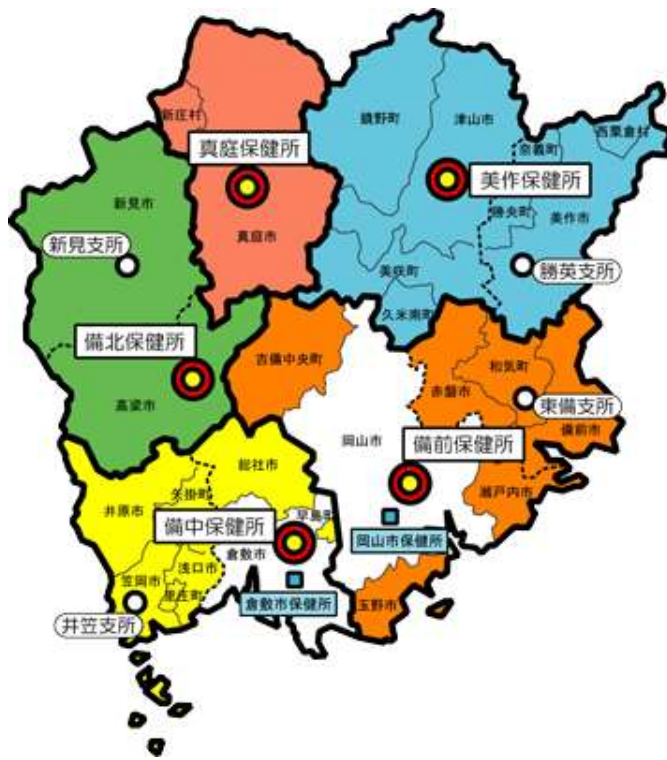 新庄村
鏡野町
津山市
西粟倉村
奈義町
真庭保健所
美作保健所
新見市
勝央町
美作市
真庭市
新見支所
美咲町
勝英支所
久米南町
備北保健所
吉備中央町
和気町
赤磐市
高梁市
東備支所
備前市
岡山市
備前保健所
総社市
矢掛町
瀬戸内市
井原市
早島町
備中保健所
岡山市保健所
倉敷市
浅口市
笠岡市
里庄町
倉敷市保健所
玉野市
井笠支所